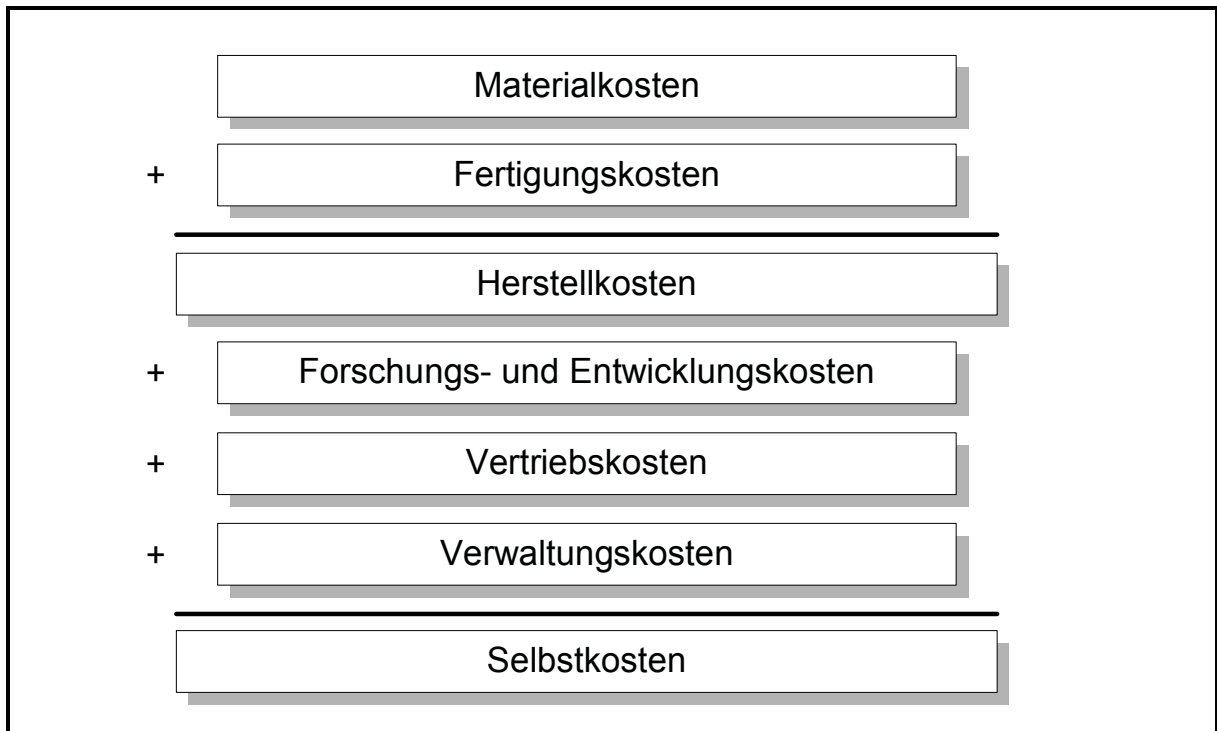 Materialkosten
+ Fertigungskosten
Herstellkosten
+ Forschungs- und Entwicklungskosten
+ Vertriebskosten
+ Verwaltungskosten
Selbstkosten